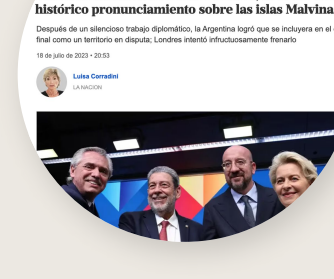 histórico pronunciamiento sobre las islas Malvina
Después de un silencioso trabajo diplomático, la Argentina logró que se incluyera en el
final como un territorio en disputa; Londres intentó infructuosamente frenarlo
18 de julio de 2023 • 20:53
Luisa Corradini
LA NACION